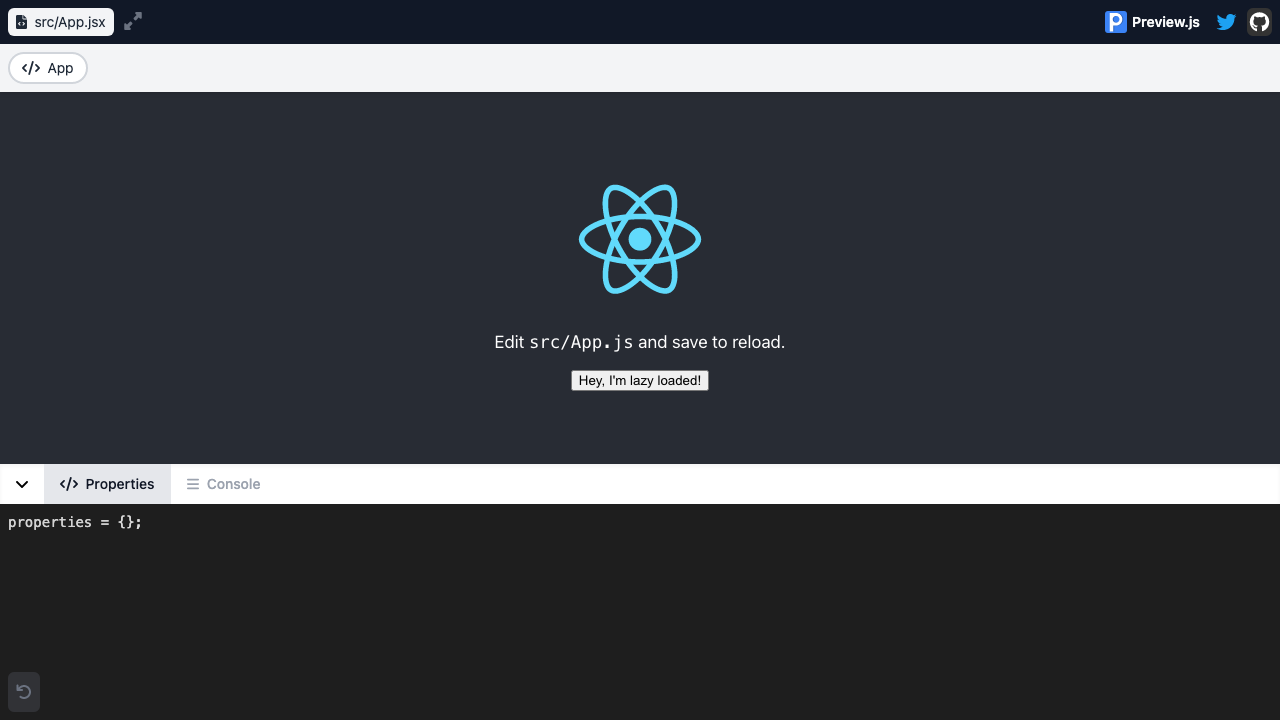 src/App.jsx
Preview.js
</> App
Edit src/App.js and save to reload.
Hey, I'm lazy loaded!
</> Properties
Console
properties = {};